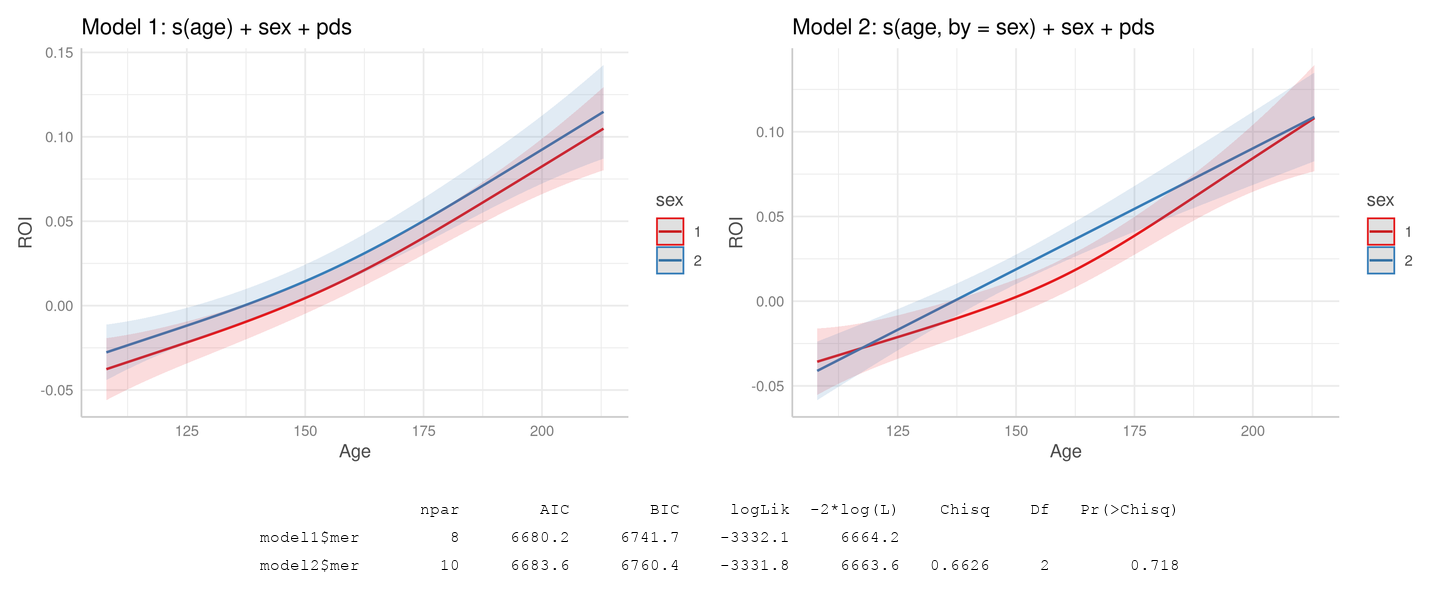 Model 1: s(age) + sex + pds
0.15
0.10
0.05
0.00
-0.05
ROI
125 150 175 200
Age
sex
1
2
Model 2: s(age, by = sex) + sex + pds
0.10
0.05
0.00
-0.05
ROI
125 150 175 200
Age
sex
1
2
npar AIC BIC logLik -2*log(L) Chisq Df Pr(>Chisq)
model1$mer 8 6680.2 6741.7 -3332.1 6664.2
model2$mer 10 6683.6 6760.4 -3331.8 6663.6 0.6626 2 0.718